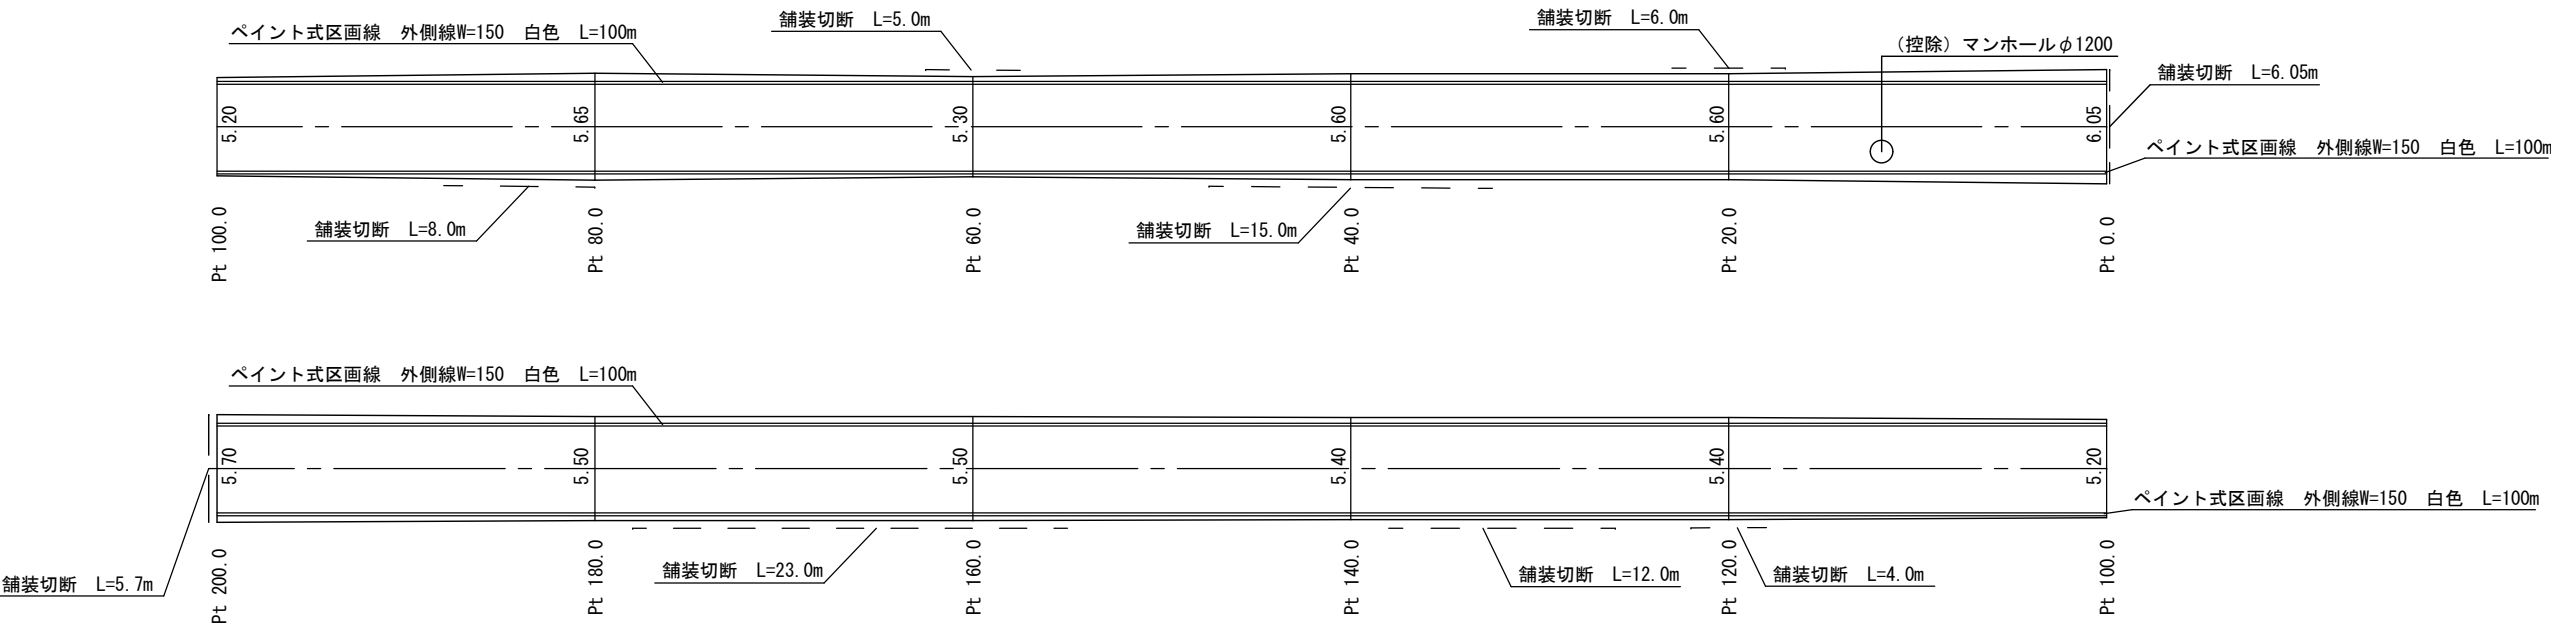 舗装切断　L=5.0m
舗装切断　L=6.0m
ペイント式区画線　外側線W=150　白色　L=100m
（控除）マンホールφ1200
舗装切断　L=6.05m
5.20
5.65
5.30
5.60
5.60
6.05
ペイント式区画線　外側線W=150　白色　L=100m
舗装切断　L=8.0m
舗装切断　L=15.0m
Pt 100.0
Pt 80.0
Pt 60.0
Pt 40.0
Pt 20.0
Pt 0.0
ペイント式区画線　外側線W=150　白色　L=100m
5.70
5.50
5.50
5.40
5.40
5.20
ペイント式区画線　外側線W=150　白色　L=100m
舗装切断　L=5.7m
舗装切断　L=23.0m
舗装切断　L=12.0m
舗装切断　L=4.0m
Pt 200.0
Pt 180.0
Pt 160.0
Pt 140.0
Pt 120.0
Pt 100.0